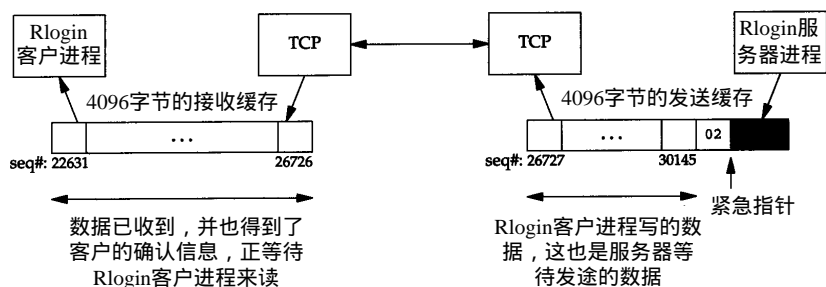 Rlogin
客户进程
TCP
TCP
Rlogin服
务器进程
4096字节的接收缓存
4096字节的发送缓存
...
...
02
seq#: 22631
26726
seq#: 26727
30145
紧急指针
数据已收到，并也得到了
客户的确认信息，正等待
Rlogin客户进程来读
Rlogin客户进程写的数
据，这也是服务器等
待发途的数据